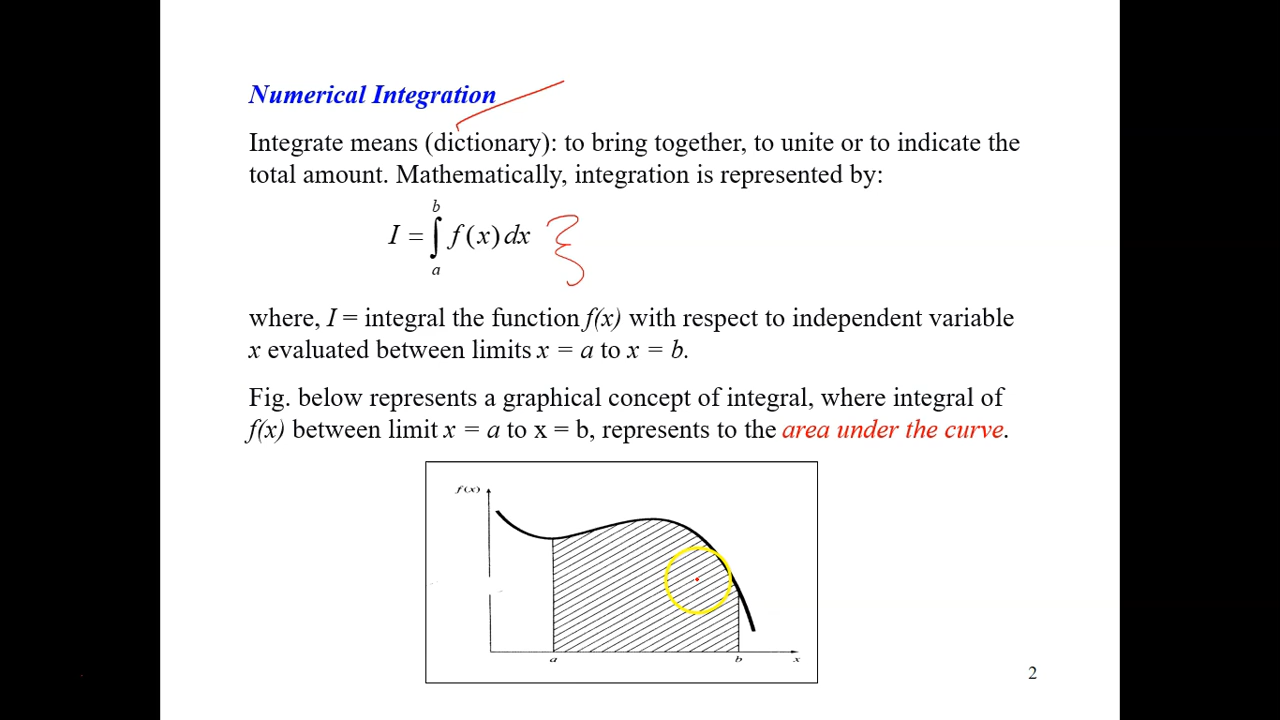 Numerical Integration
Integrate means (dictionary): to bring together, to unite or to indicate the
total amount. Mathematically, integration is represented by:
b
I = ∫ f(x) dx
a
where, I = integral the function f(x) with respect to independent variable
x evaluated between limits x = a to x = b.
Fig. below represents a graphical concept of integral, where integral of
f(x) between limit x = a to x = b, represents to the area under the curve.
f(x)
a b x
2